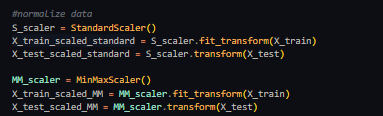 #normalize data
S_scaler = StandardScaler()
X_train_scaled_standard = S_scaler.fit_transform(X_train)
X_test_scaled_standard = S_scaler.transform(X_test)
MM_scaler = MinMaxScaler()
X_train_scaled_MM = MM_scaler.fit_transform(X_train)
X_test_scaled_MM = MM_scaler.transform(X_test)